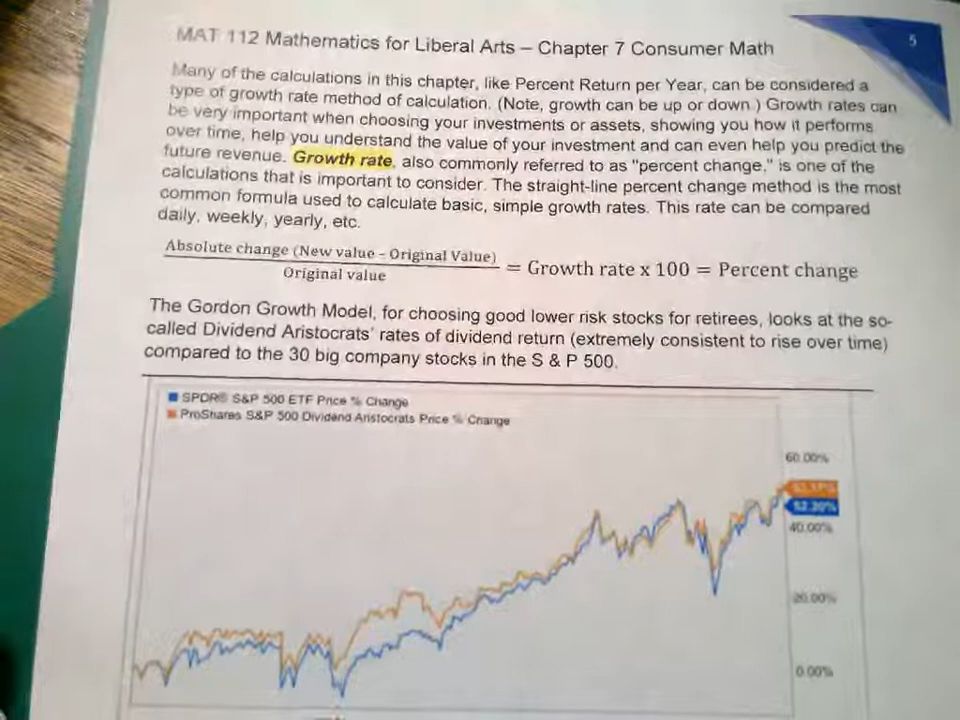 5
MAT 112 Mathematics for Liberal Arts – Chapter 7 Consumer Math
Many of the calculations in this chapter, like Percent Return per Year, can be considered a
type of growth rate method of calculation. (Note, growth can be up or down.) Growth rates can
be very important when choosing your investments or assets, showing you how it performs
over time, help you understand the value of your investment and can even help you predict the
future revenue. Growth rate, also commonly referred to as "percent change," is one of the
calculations that is important to consider. The straight-line percent change method is the most
common formula used to calculate basic, simple growth rates. This rate can be compared
daily, weekly, yearly, etc.
Absolute change (New value - Original Value)
Original value
= Growth rate x 100 = Percent change
The Gordon Growth Model, for choosing good lower risk stocks for retirees, looks at the so-
called Dividend Aristocrats' rates of dividend return (extremely consistent to rise over time)
compared to the 30 big company stocks in the S & P 500.
SPDR® S&P 500 ETF Price % Change
ProShares S&P 500 Dividend Aristocrats Price % Change
60.00%
52.30%
40.00%
20.00%
0.00%